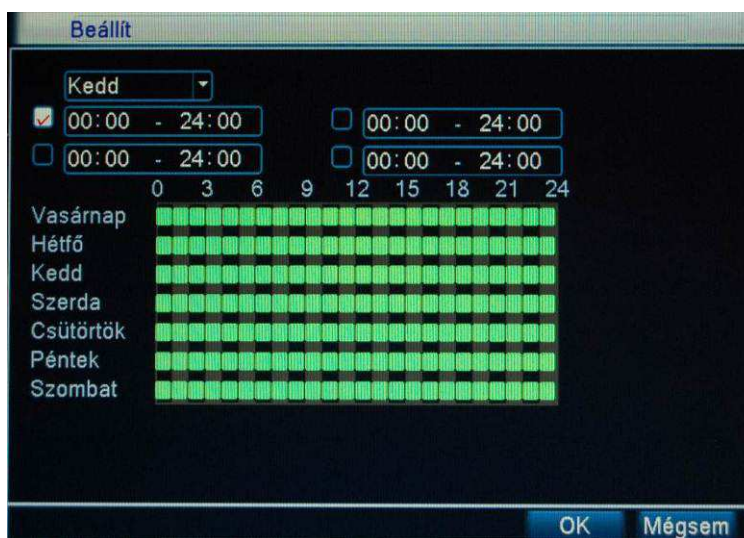 Beállít
Kedd
00:00 - 24:00 00:00 - 24:00
00:00 - 24:00 00:00 - 24:00
0 3 6 9 12 15 18 21 24
Vasárnap
Hétfő
Kedd
Szerda
Csütörtök
Péntek
Szombat
OK Mégsem